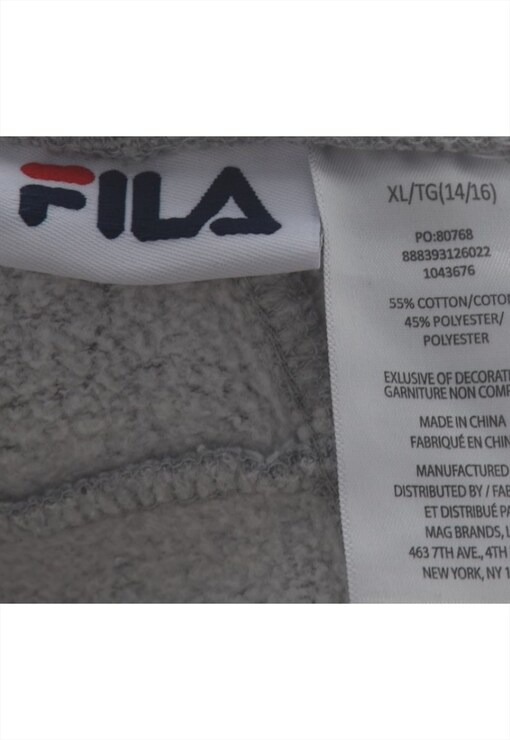 FILA
XL/TG(14/16)
PO:80768
888393126022
1043676
55% COTTON/COTO
45% POLYESTER/
POLYESTER
EXLUSIVE OF DECORAT
GARNITURE NON COMP
MADE IN CHINA
FABRIQUÉ EN CHIN
MANUFACTURED
DISTRIBUTED BY / FAB
ET DISTRIBUÉ PA
MAG BRANDS, L
463 7TH AVE., 4TH
NEW YORK, NY 1